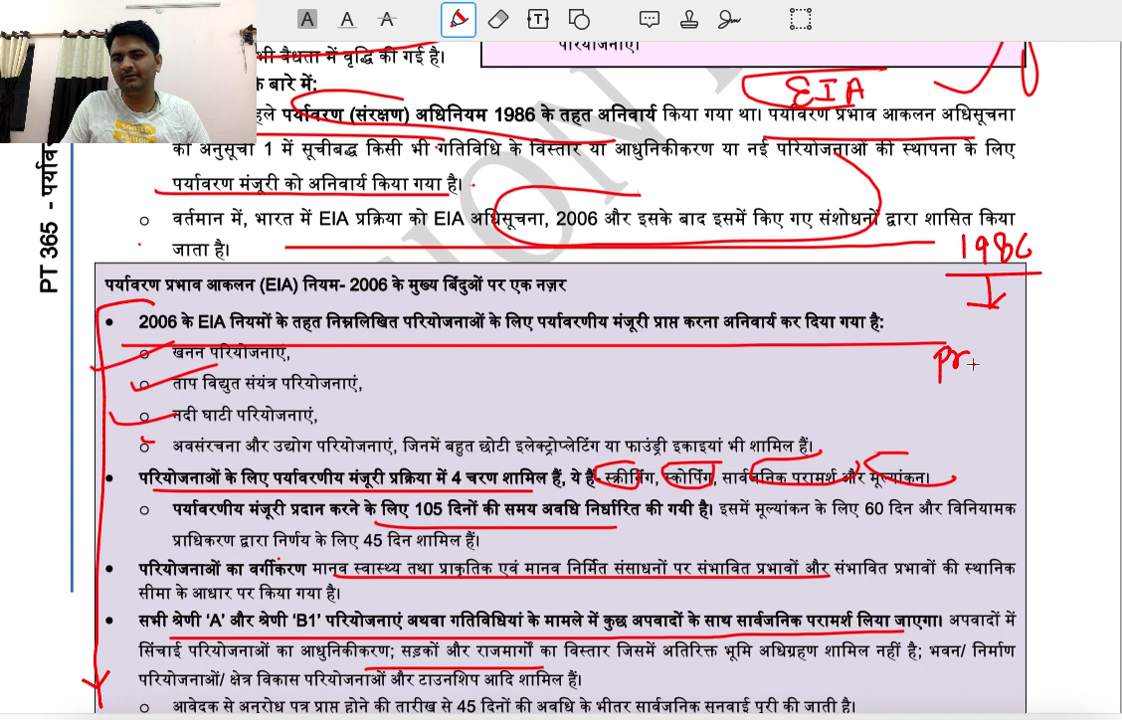 भी वैधता में वृद्धि की गई है।
परियोजनाएं।
के बारे में:
EIA
पर्यावरण (संरक्षण) अधिनियम 1986 के तहत अनिवार्य किया गया था। पर्यावरण प्रभाव आकलन अधिसूचना
की अनुसूची 1 में सूचीबद्ध किसी भी गतिविधि के विस्तार या आधुनिकीकरण या नई परियोजनाओं की स्थापना के लिए
पर्यावरण मंजूरी को अनिवार्य किया गया है।
o वर्तमान में, भारत में EIA प्रक्रिया को EIA अधिसूचना, 2006 और इसके बाद इसमें किए गए संशोधनों द्वारा शासित किया
जाता है।
1986
पर्यावरण प्रभाव आकलन (EIA) नियम- 2006 के मुख्य बिंदुओं पर एक नज़र
• 2006 के EIA नियमों के तहत निम्नलिखित परियोजनाओं के लिए पर्यावरणीय मंजूरी प्राप्त करना अनिवार्य कर दिया गया है:
o खनन परियोजनाएं,
Pr
o ताप विद्युत संयंत्र परियोजनाएं,
o नदी घाटी परियोजनाएं,
o अवसंरचना और उद्योग परियोजनाएं, जिनमें बहुत छोटी इलेक्ट्रोप्लेटिंग या फाउंड्री इकाइयां भी शामिल हैं।
• परियोजनाओं के लिए पर्यावरणीय मंजूरी प्रक्रिया में 4 चरण शामिल हैं, ये हैं- स्क्रीनिंग, स्कोपिंग, सार्वजनिक परामर्श और मूल्यांकन।
o पर्यावरणीय मंजूरी प्रदान करने के लिए 105 दिनों की समय अवधि निर्धारित की गयी है। इसमें मूल्यांकन के लिए 60 दिन और विनियामक
प्राधिकरण द्वारा निर्णय के लिए 45 दिन शामिल हैं।
• परियोजनाओं का वर्गीकरण मानव स्वास्थ्य तथा प्राकृतिक एवं मानव निर्मित संसाधनों पर संभावित प्रभावों और संभावित प्रभावों की स्थानिक
सीमा के आधार पर किया गया है।
• सभी श्रेणी ‘A’ और श्रेणी ‘B1’ परियोजनाएं अथवा गतिविधियां के मामले में कुछ अपवादों के साथ सार्वजनिक परामर्श लिया जाएगा। अपवादों में
सिंचाई परियोजनाओं का आधुनिकीकरण; सड़कों और राजमार्गों का विस्तार जिसमें अतिरिक्त भूमि अधिग्रहण शामिल नहीं है; भवन/ निर्माण
परियोजनाओं/ क्षेत्र विकास परियोजनाओं और टाउनशिप आदि शामिल हैं।
o आवेदक से अनुरोध पत्र प्राप्त होने की तारीख से 45 दिनों की अवधि के भीतर सार्वजनिक सुनवाई पूरी की जाती है।
PT 365 - पर्याव